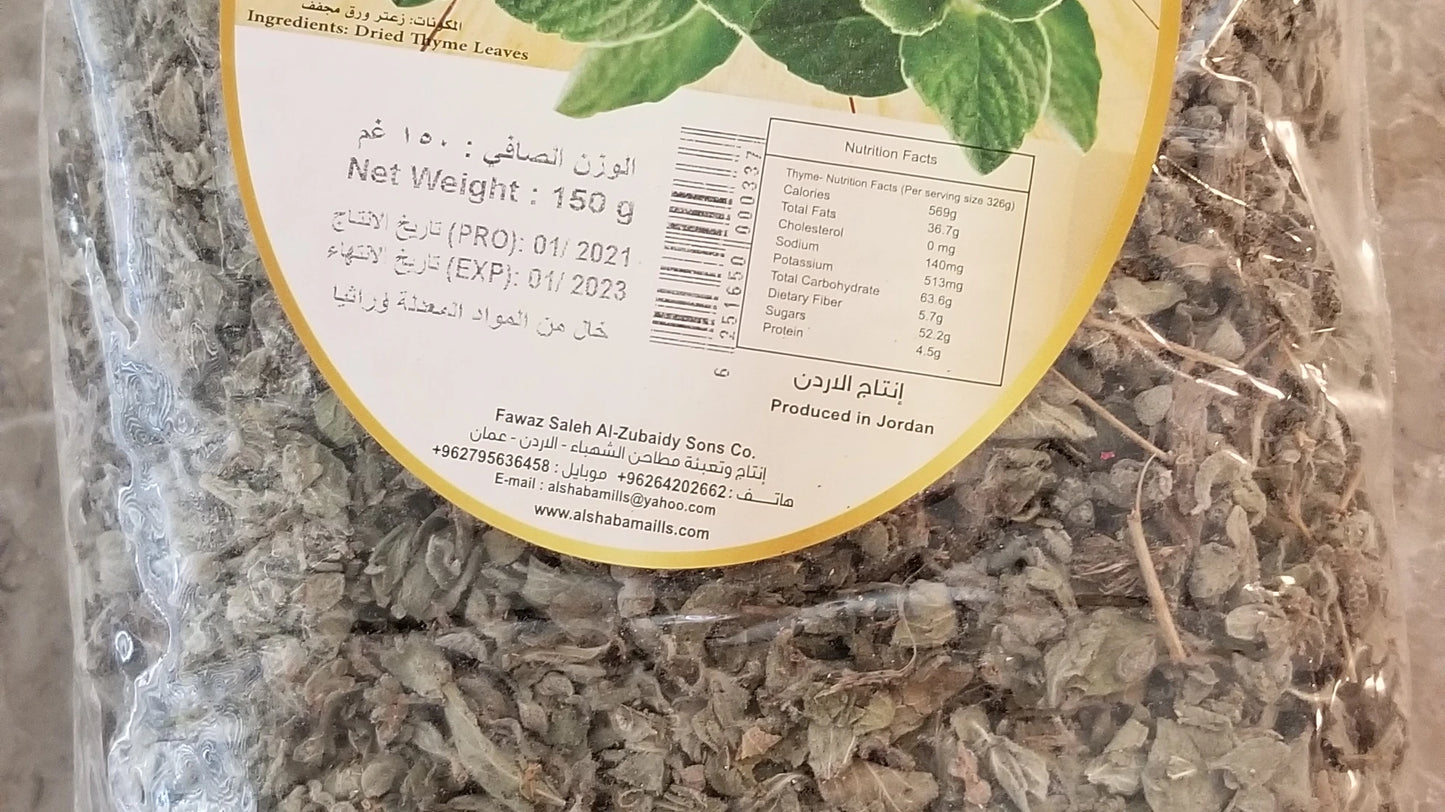 المكونات: زعتر ورق مجفف
Ingredients: Dried Thyme Leaves
الوزن الصافي : ١٥٠ غم
Net Weight : 150 g
تاريخ الانتاج (PRO): 01/ 2021
تاريخ الانتهاء (EXP): 01/ 2023
خال من المواد المعدلة وراثيا
6 251650 000337
Nutrition Facts
Thyme- Nutrition Facts (Per serving size 326g)
Calories 569g
Total Fats 36.7g
Cholesterol 0 mg
Sodium 140mg
Potassium 513mg
Total Carbohydrate 63.6g
Dietary Fiber 5.7g
Sugars 52.2g
Protein 4.5g
إنتاج الاردن
Produced in Jordan
Fawaz Saleh Al-Zubaidy Sons Co.
إنتاج وتعبئة مطاحن الشهباء - الاردن - عمان
هاتـــف : 96264202662+ موبايل : 962795636458+
E-mail : alshabamills@yahoo.com
www.alshabamaills.com